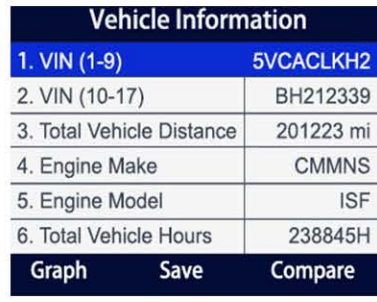 Vehicle Information
1. VIN (1-9) 5VCACLKH2
2. VIN (10-17) BH212339
3. Total Vehicle Distance 201223 mi
4. Engine Make CMMNS
5. Engine Model ISF
6. Total Vehicle Hours 238845H
Graph Save Compare